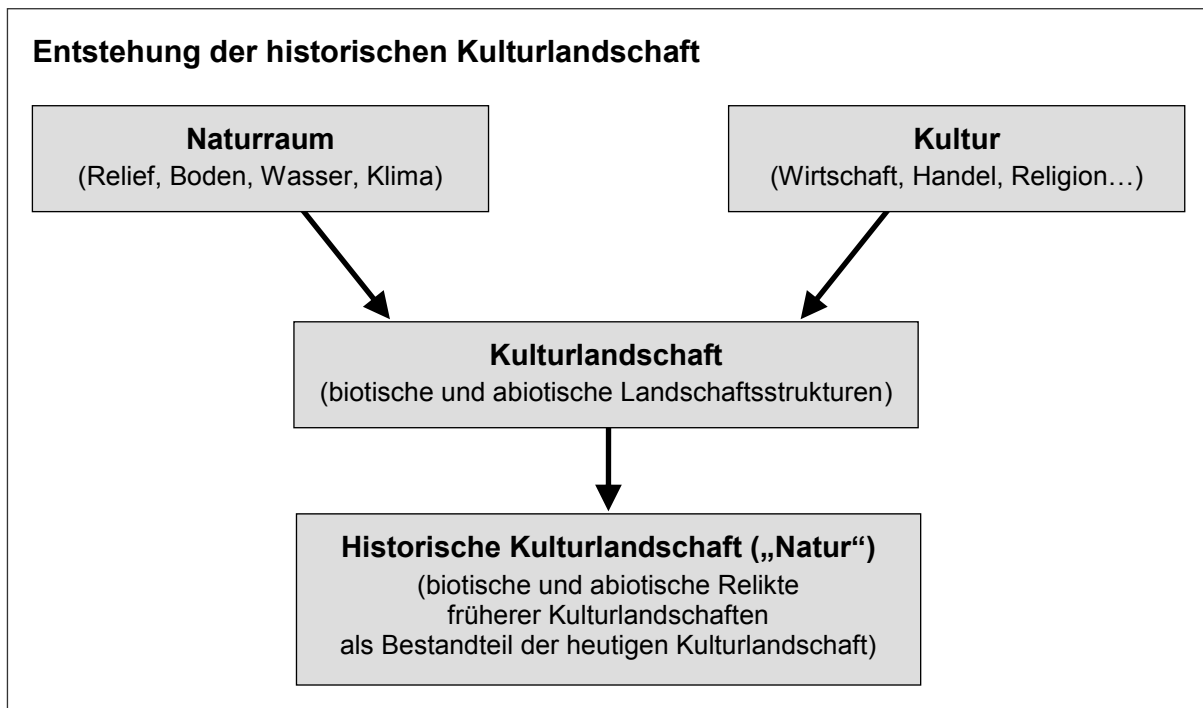 Entstehung der historischen Kulturlandschaft
Naturraum
(Relief, Boden, Wasser, Klima)
Kultur
(Wirtschaft, Handel, Religion…)
Kulturlandschaft
(biotische und abiotische Landschaftsstrukturen)
Historische Kulturlandschaft („Natur“)
(biotische und abiotische Relikte
früherer Kulturlandschaften
als Bestandteil der heutigen Kulturlandschaft)